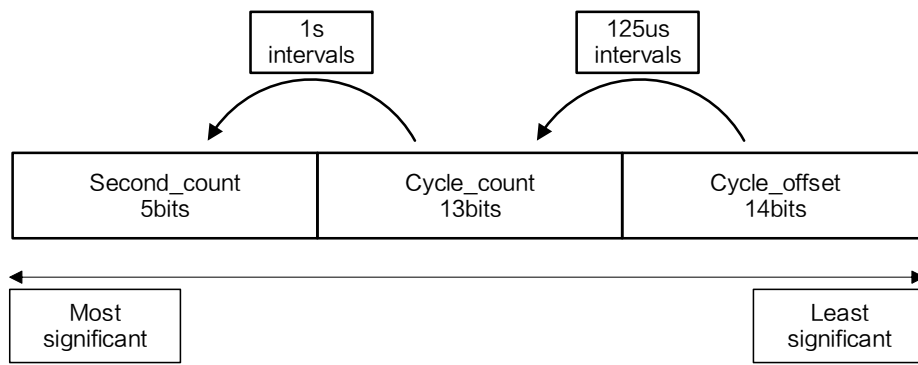 1s
intervals
125us
intervals
Second_count
5bits
Cycle_count
13bits
Cycle_offset
14bits
Most
significant
Least
significant